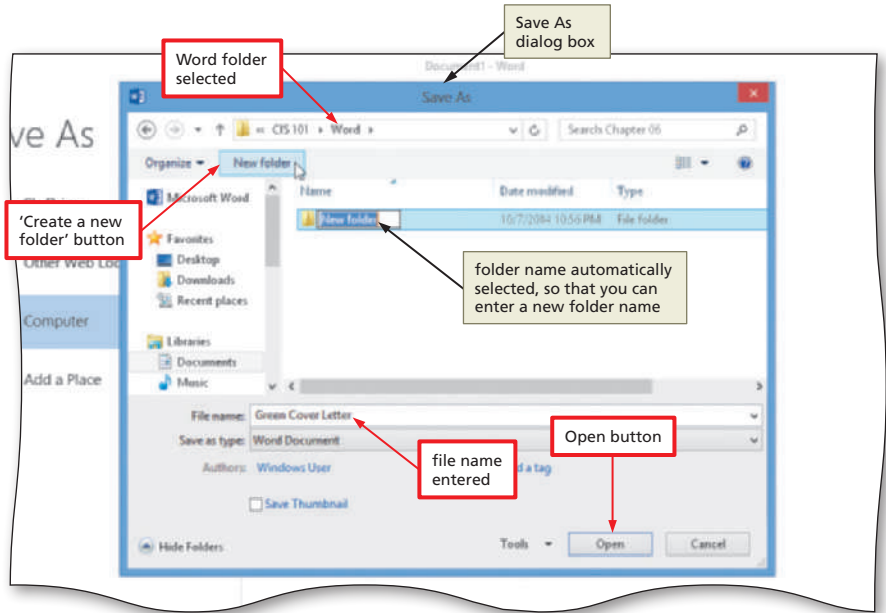 Save As
dialog box
Word folder
selected
Document1 - Word
Save As
ve As
« CIS 101 ▸ Word ▸
Search Chapter 06
Organize
New folder
'Create a new
folder' button
Microsoft Word
Favorites
Desktop
Downloads
Recent places
Libraries
Documents
Music
Name
Date modified
Type
New folder
10/7/2014 10:56 PM
File folder
folder name automatically
selected, so that you can
enter a new folder name
Other Web Loc
Computer
Add a Place
File name: Green Cover Letter
Save as type: Word Document
Authors: Windows User
d a tag
Save Thumbnail
file name
entered
Open button
Hide Folders
Tools
Open
Cancel